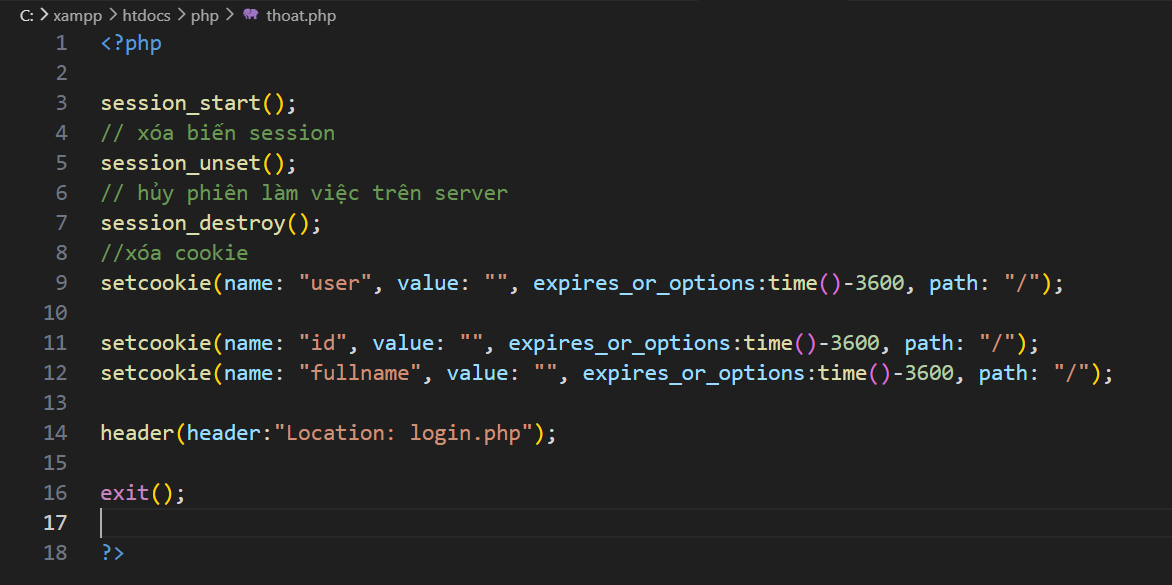 C: > xampp > htdocs > php > thoat.php
1 <?php
2
3 session_start();
4 // xóa biến session
5 session_unset();
6 // hủy phiên làm việc trên server
7 session_destroy();
8 //xóa cookie
9 setcookie(name: "user", value: "", expires_or_options:time()-3600, path: "/");
10
11 setcookie(name: "id", value: "", expires_or_options:time()-3600, path: "/");
12 setcookie(name: "fullname", value: "", expires_or_options:time()-3600, path: "/");
13
14 header(header:"Location: login.php");
15
16 exit();
17
18 ?>